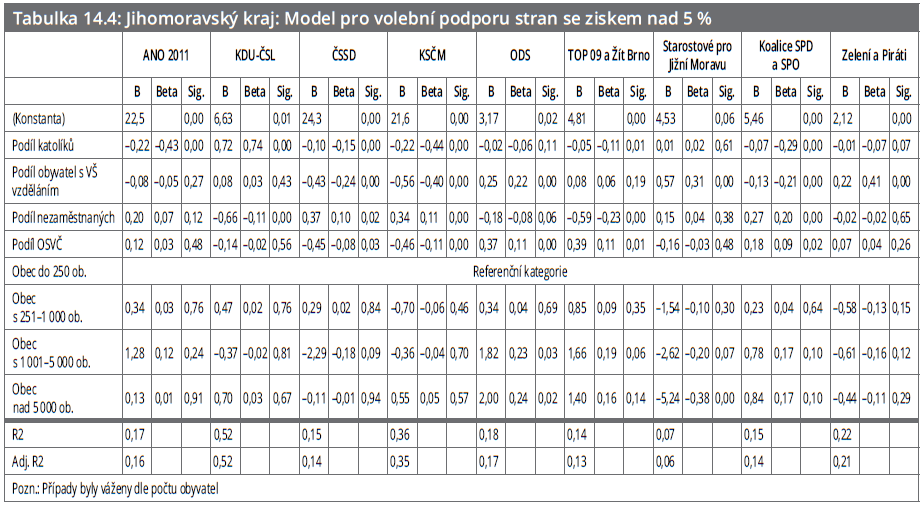 Tabulka 14.4: Jihomoravský kraj: Model pro volební podporu stran se ziskem nad 5 %
ANO 2011 KDU-ČSL ČSSD KSČM ODS TOP 09 a Žít Brno Starostové pro Jižní Moravu Koalice SPD a SPO Zelení a Piráti
B Beta Sig. B Beta Sig. B Beta Sig. B Beta Sig. B Beta Sig. B Beta Sig. B Beta Sig. B Beta Sig. B Beta Sig.
(Konstanta) 22,5 0,00 6,63 0,01 24,3 0,00 21,6 0,00 3,17 0,02 4,81 0,00 4,53 0,06 5,46 0,00 2,12 0,00
Podíl katolíků –0,22 –0,43 0,00 0,72 0,74 0,00 –0,10 –0,15 0,00 –0,22 –0,44 0,00 –0,02 –0,06 0,11 –0,05 –0,11 0,01 0,01 0,02 0,61 –0,07 –0,29 0,00 –0,01 –0,07 0,07
Podíl obyvatel s VŠ vzděláním –0,08 –0,05 0,27 0,08 0,03 0,43 –0,43 –0,24 0,00 –0,56 –0,40 0,00 0,25 0,22 0,00 0,08 0,06 0,19 0,57 0,31 0,00 –0,13 –0,21 0,00 0,22 0,41 0,00
Podíl nezaměstnaných 0,20 0,07 0,12 –0,66 –0,11 0,00 0,37 0,10 0,02 0,34 0,11 0,00 –0,18 –0,08 0,06 –0,59 –0,23 0,00 0,15 0,04 0,38 0,27 0,20 0,00 –0,02 –0,02 0,65
Podíl OSVČ 0,12 0,03 0,48 –0,14 –0,02 0,56 –0,45 –0,08 0,03 –0,46 –0,11 0,00 0,37 0,11 0,00 0,39 0,11 0,01 –0,16 –0,03 0,48 0,18 0,09 0,02 0,07 0,04 0,26
Obec do 250 ob. Referenční kategorie
Obec s 251–1 000 ob. 0,34 0,03 0,76 0,47 0,02 0,76 0,29 0,02 0,84 –0,70 –0,06 0,46 0,34 0,04 0,69 0,85 0,09 0,35 –1,54 –0,10 0,30 0,23 0,04 0,64 –0,58 –0,13 0,15
Obec s 1 001–5 000 ob. 1,28 0,12 0,24 –0,37 –0,02 0,81 –2,29 –0,18 0,09 –0,36 –0,04 0,70 1,82 0,23 0,03 1,66 0,19 0,06 –2,62 –0,20 0,07 0,78 0,17 0,10 –0,61 –0,16 0,12
Obec nad 5 000 ob. 0,13 0,01 0,91 0,70 0,03 0,67 –0,11 –0,01 0,94 0,55 0,05 0,57 2,00 0,24 0,02 1,40 0,16 0,14 –5,24 –0,38 0,00 0,84 0,17 0,10 –0,44 –0,11 0,29
R2 0,17 0,52 0,15 0,36 0,18 0,14 0,07 0,15 0,22
Adj. R2 0,16 0,52 0,14 0,35 0,17 0,13 0,06 0,14 0,21
Pozn.: Případy byly váženy dle počtu obyvatel